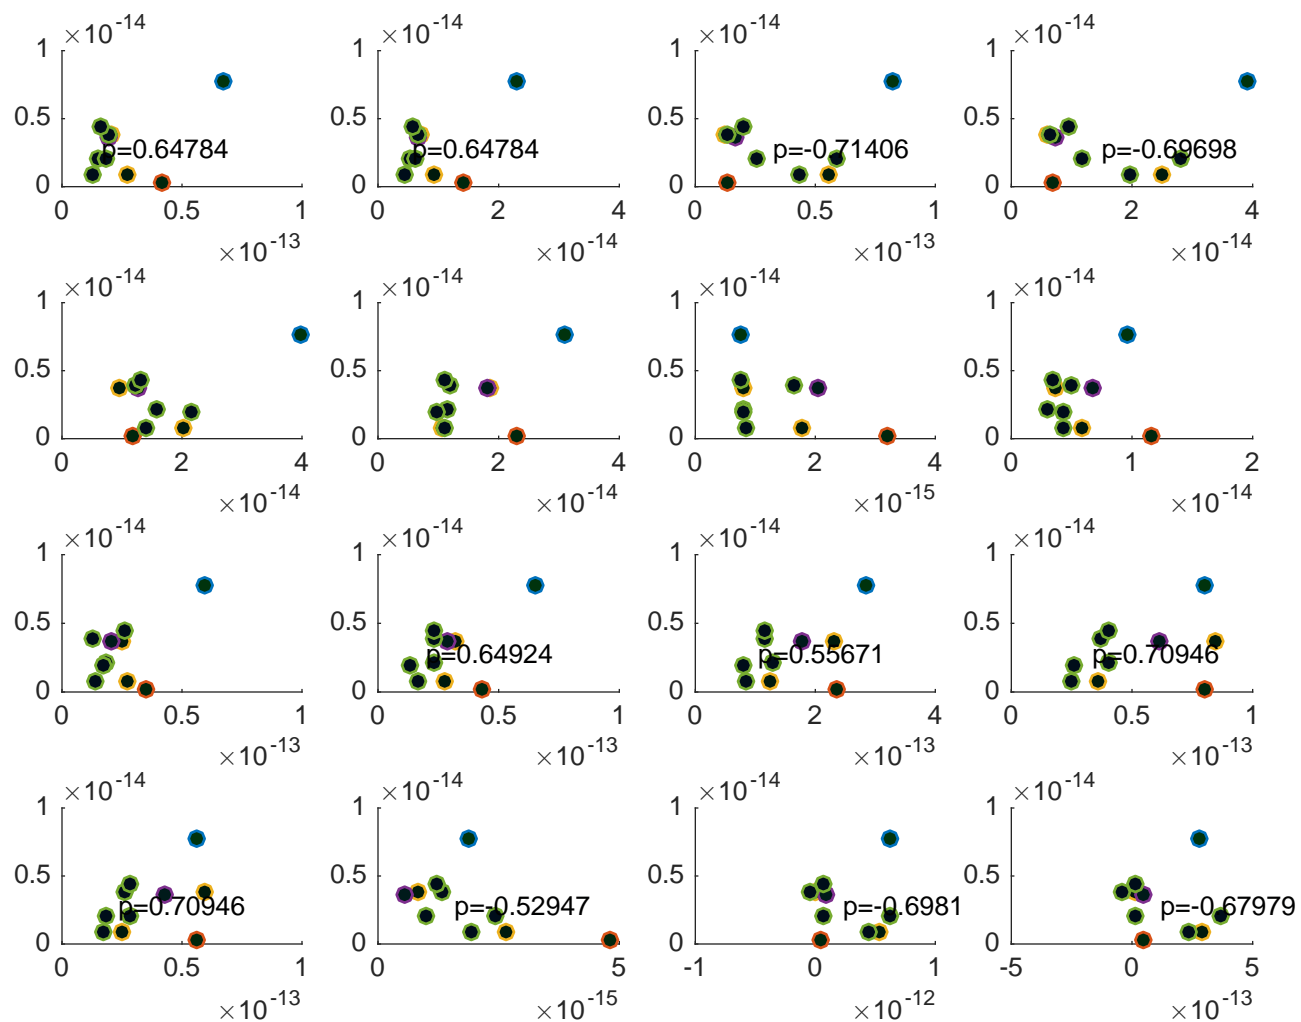 ×10-14 ×10-14 ×10-14 ×10-14
1 1 1 1
0.5 0.5 0.5 0.5
p=0.64784 p=0.64784 p=-0.71406 p=-0.69698
0 0 0 0
0 0.5 1 0 2 4 0 0.5 1 0 2 4
×10-13 ×10-14 ×10-13 ×10-14
×10-14 ×10-14 ×10-14 ×10-14
1 1 1 1
0.5 0.5 0.5 0.5
0 0 0 0
0 2 4 0 2 4 0 2 4 0 1 2
×10-14 ×10-14 ×10-15 ×10-14
×10-14 ×10-14 ×10-14 ×10-14
1 1 1 1
0.5 0.5 0.5 0.5
p=0.64924 p=0.55671 p=0.70946
0 0 0 0
0 0.5 1 0 0.5 1 0 2 4 0 0.5 1
×10-13 ×10-13 ×10-13 ×10-13
×10-14 ×10-14 ×10-14 ×10-14
1 1 1 1
0.5 0.5 0.5 0.5
p=0.70946 p=-0.52947 p=-0.6981 p=-0.67979
0 0 0 0
0 0.5 1 0 5 -1 0 1 -5 0 5
×10-13 ×10-15 ×10-12 ×10-13